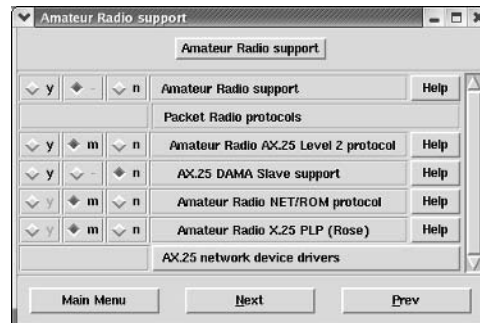 Amateur Radio support
Amateur Radio support
y - n Amateur Radio support Help
Packet Radio protocols
y m n Amateur Radio AX.25 Level 2 protocol Help
y - n AX.25 DAMA Slave support Help
y m n Amateur Radio NET/ROM protocol Help
y m n Amateur Radio X.25 PLP (Rose) Help
AX.25 network device drivers
Main Menu Next Prev